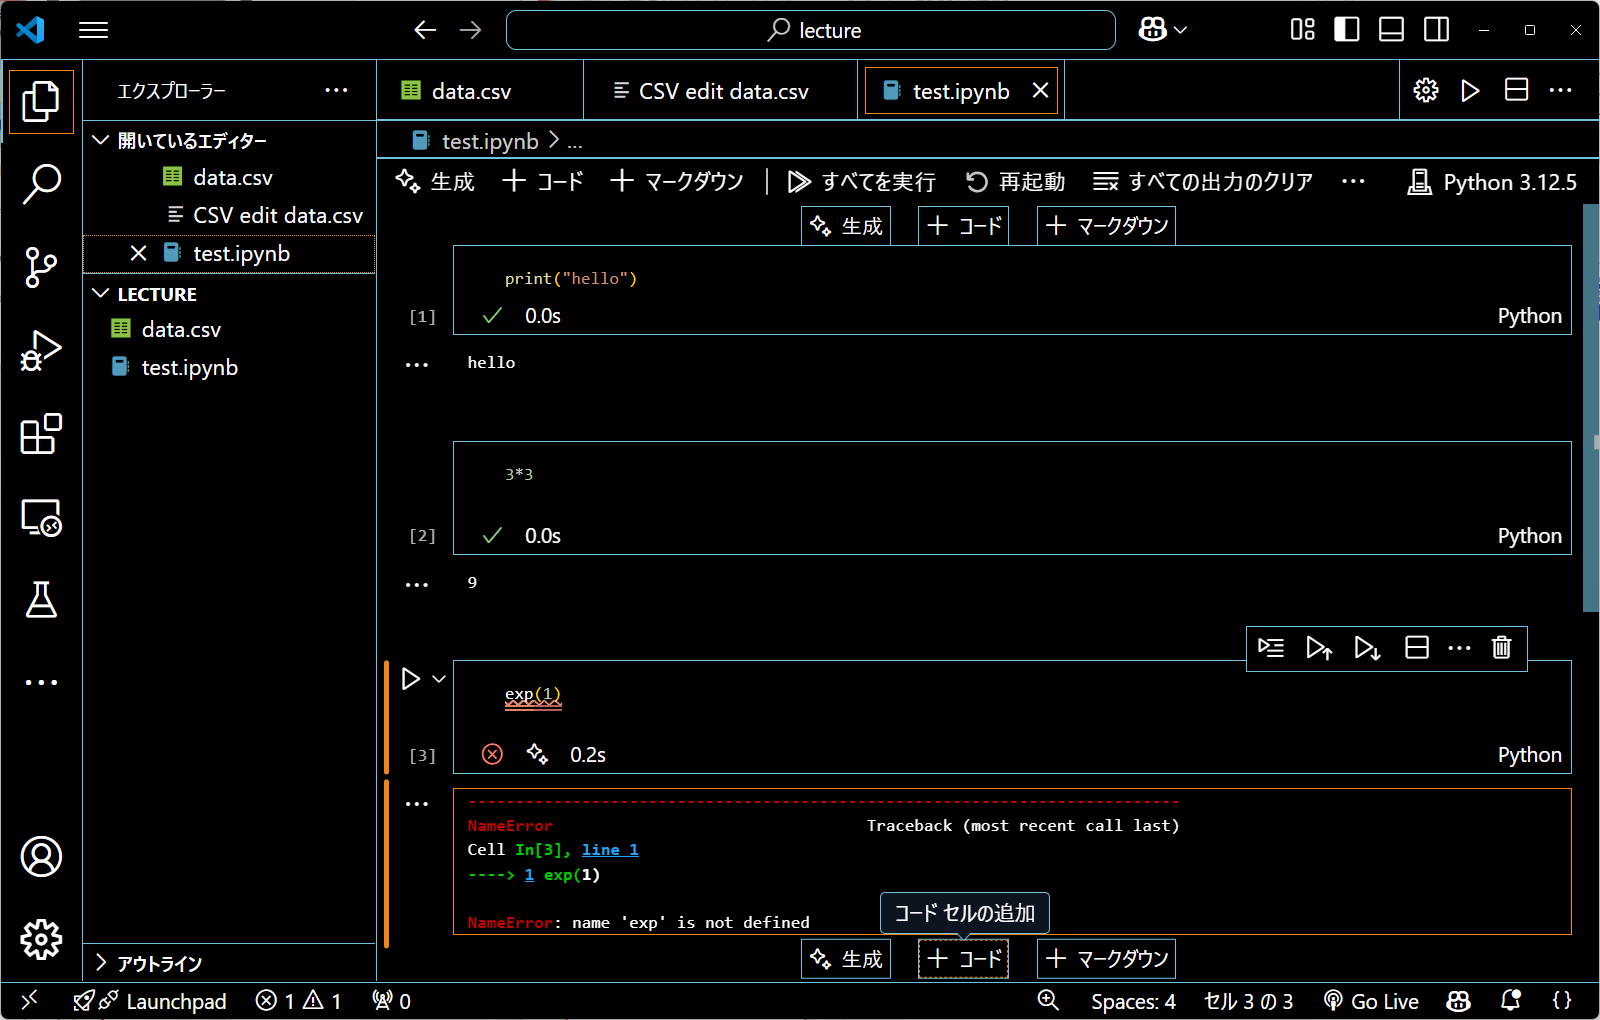 lecture
エクスプローラー
data.csv
CSV edit data.csv
test.ipynb
開いているエディター
data.csv
CSV edit data.csv
test.ipynb
LECTURE
data.csv
test.ipynb
アウトライン
test.ipynb > ...
生成 コード マークダウン すべてを実行 再起動 すべての出力のクリア ... Python 3.12.5
生成 コード マークダウン
print("hello")
[1] 0.0s Python
hello
3*3
[2] 0.0s Python
9
exp(1)
[3] 0.2s Python
---------------------------------------------------------------------------
NameError Traceback (most recent call last)
Cell In[3], line 1
----> 1 exp(1)
NameError: name 'exp' is not defined
コード セルの追加
生成 コード マークダウン
Launchpad 1 1 0 Spaces: 4 セル 3 の 3 Go Live {}